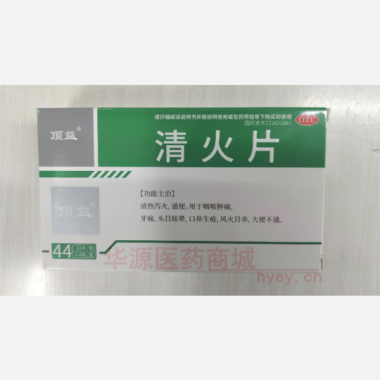 顶益®
请仔细阅读说明书并按说明使用或在药师指导下购买和使用
OTC
清火片
顶益®
【功能主治】
清热泻火,通便。用于咽喉肿痛,
牙痛,头目眩晕,口鼻生疮,风火目赤,大便不通。
44
华源医药商城
hyey.cn